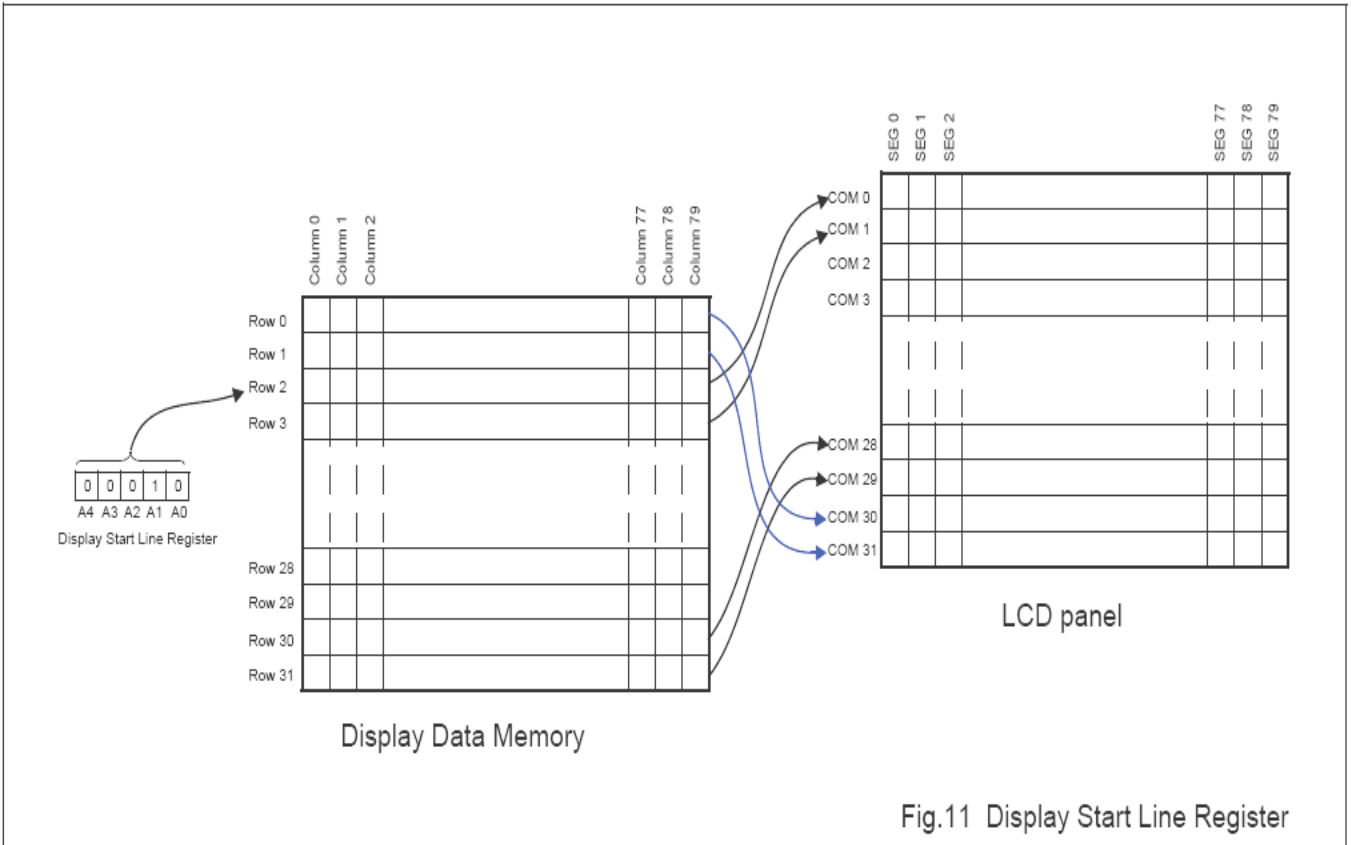 SEG 0
SEG 1
SEG 2
SEG 77
SEG 78
SEG 79
COM 0
COM 1
COM 2
COM 3
COM 28
COM 29
COM 30
COM 31
LCD panel
Column 0
Column 1
Column 2
Column 77
Column 78
Column 79
Row 0
Row 1
Row 2
Row 3
Row 28
Row 29
Row 30
Row 31
Display Data Memory
0 0 0 1 0
A4 A3 A2 A1 A0
Display Start Line Register
Fig.11 Display Start Line Register